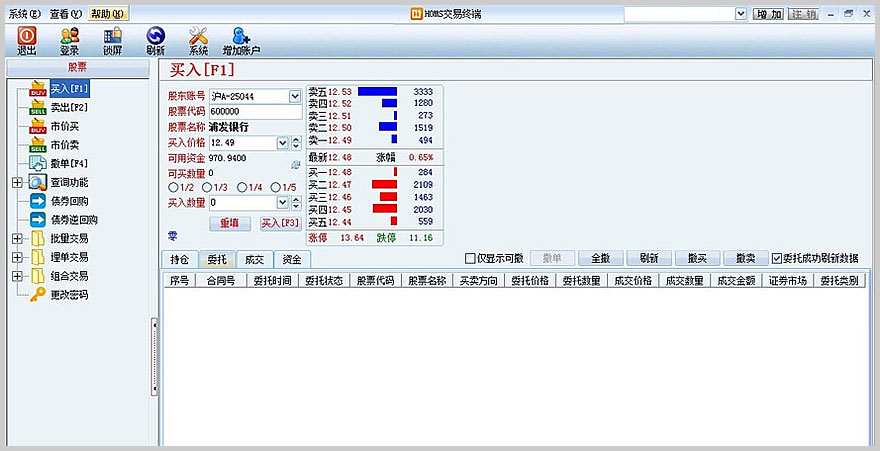 系统(E) 查看(V) 帮助(H) HOMS交易终端 增加 注销
退出 登录 锁屏 刷新 系统 增加账户
股票
买入[F1]
卖出[F2]
市价买
市价卖
撤单[F4]
查询功能
债券回购
债券逆回购
批量交易
埋单交易
组合交易
更改密码
买入[F1]
股东账号 沪A-25044
股票代码 600000
股票名称 浦发银行
买入价格 12.49
可用资金 970.9400
可买数量 0
1/2 1/3 1/4 1/5
买入数量 0
重填 买入[F3]
零
卖五 12.53 3333
卖四 12.52 1280
卖三 12.51 273
卖二 12.50 1519
卖一 12.49 494
最新 12.48 涨幅 0.65%
买一 12.48 284
买二 12.47 2109
买三 12.46 1463
买四 12.45 2030
买五 12.44 559
涨停 13.64 跌停 11.16
持仓 委托 成交 资金 仅显示可撤 撤单 全撤 刷新 撤买 撤卖 委托成功刷新数据
序号 合同号 委托时间 委托状态 股票代码 股票名称 买卖方向 委托价格 委托数量 成交价格 成交数量 成交金额 证券市场 委托类别